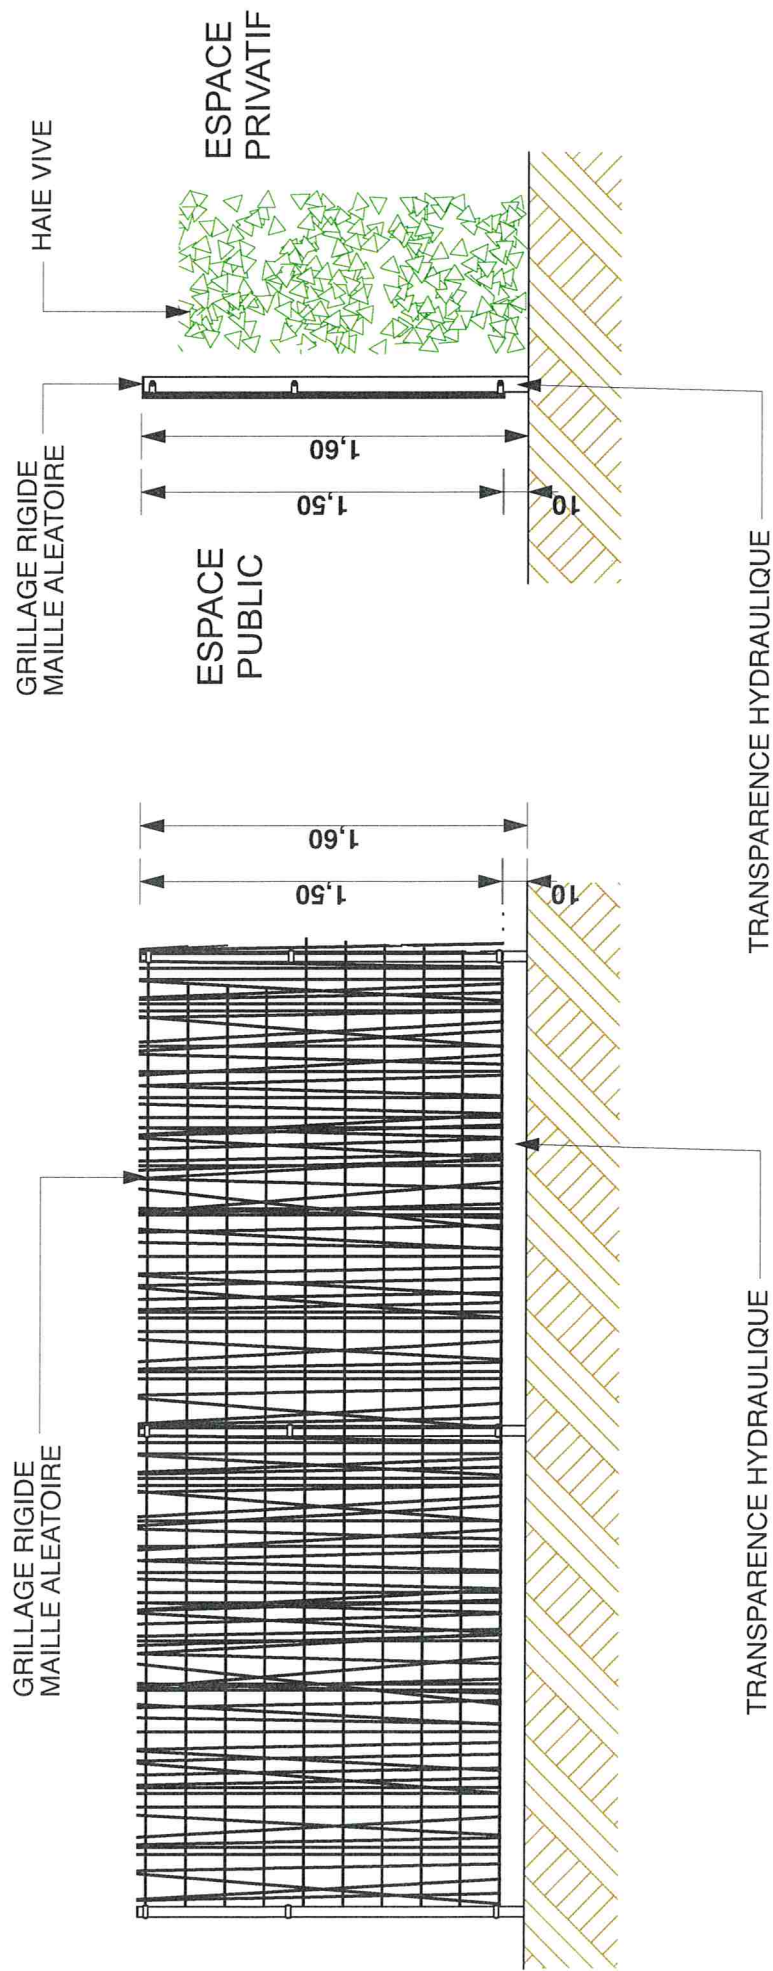 GRILLAGE RIGIDE
MAILLE ALEATOIRE
1,50
1,60
10
TRANSPARENCE HYDRAULIQUE
GRILLAGE RIGIDE
MAILLE ALEATOIRE
HAIE VIVE
ESPACE
PUBLIC
ESPACE
PRIVATIF
1,50
1,60
10
TRANSPARENCE HYDRAULIQUE